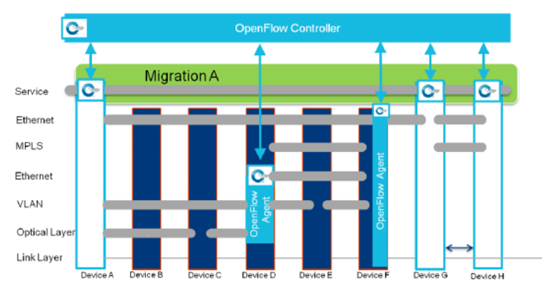 OpenFlow Controller
Migration A
Service
Ethernet
MPLS
Ethernet
VLAN
Optical Layer
Link Layer
OpenFlow Agent
OpenFlow Agent
Device A
Device B
Device C
Device D
Device E
Device F
Device G
Device H